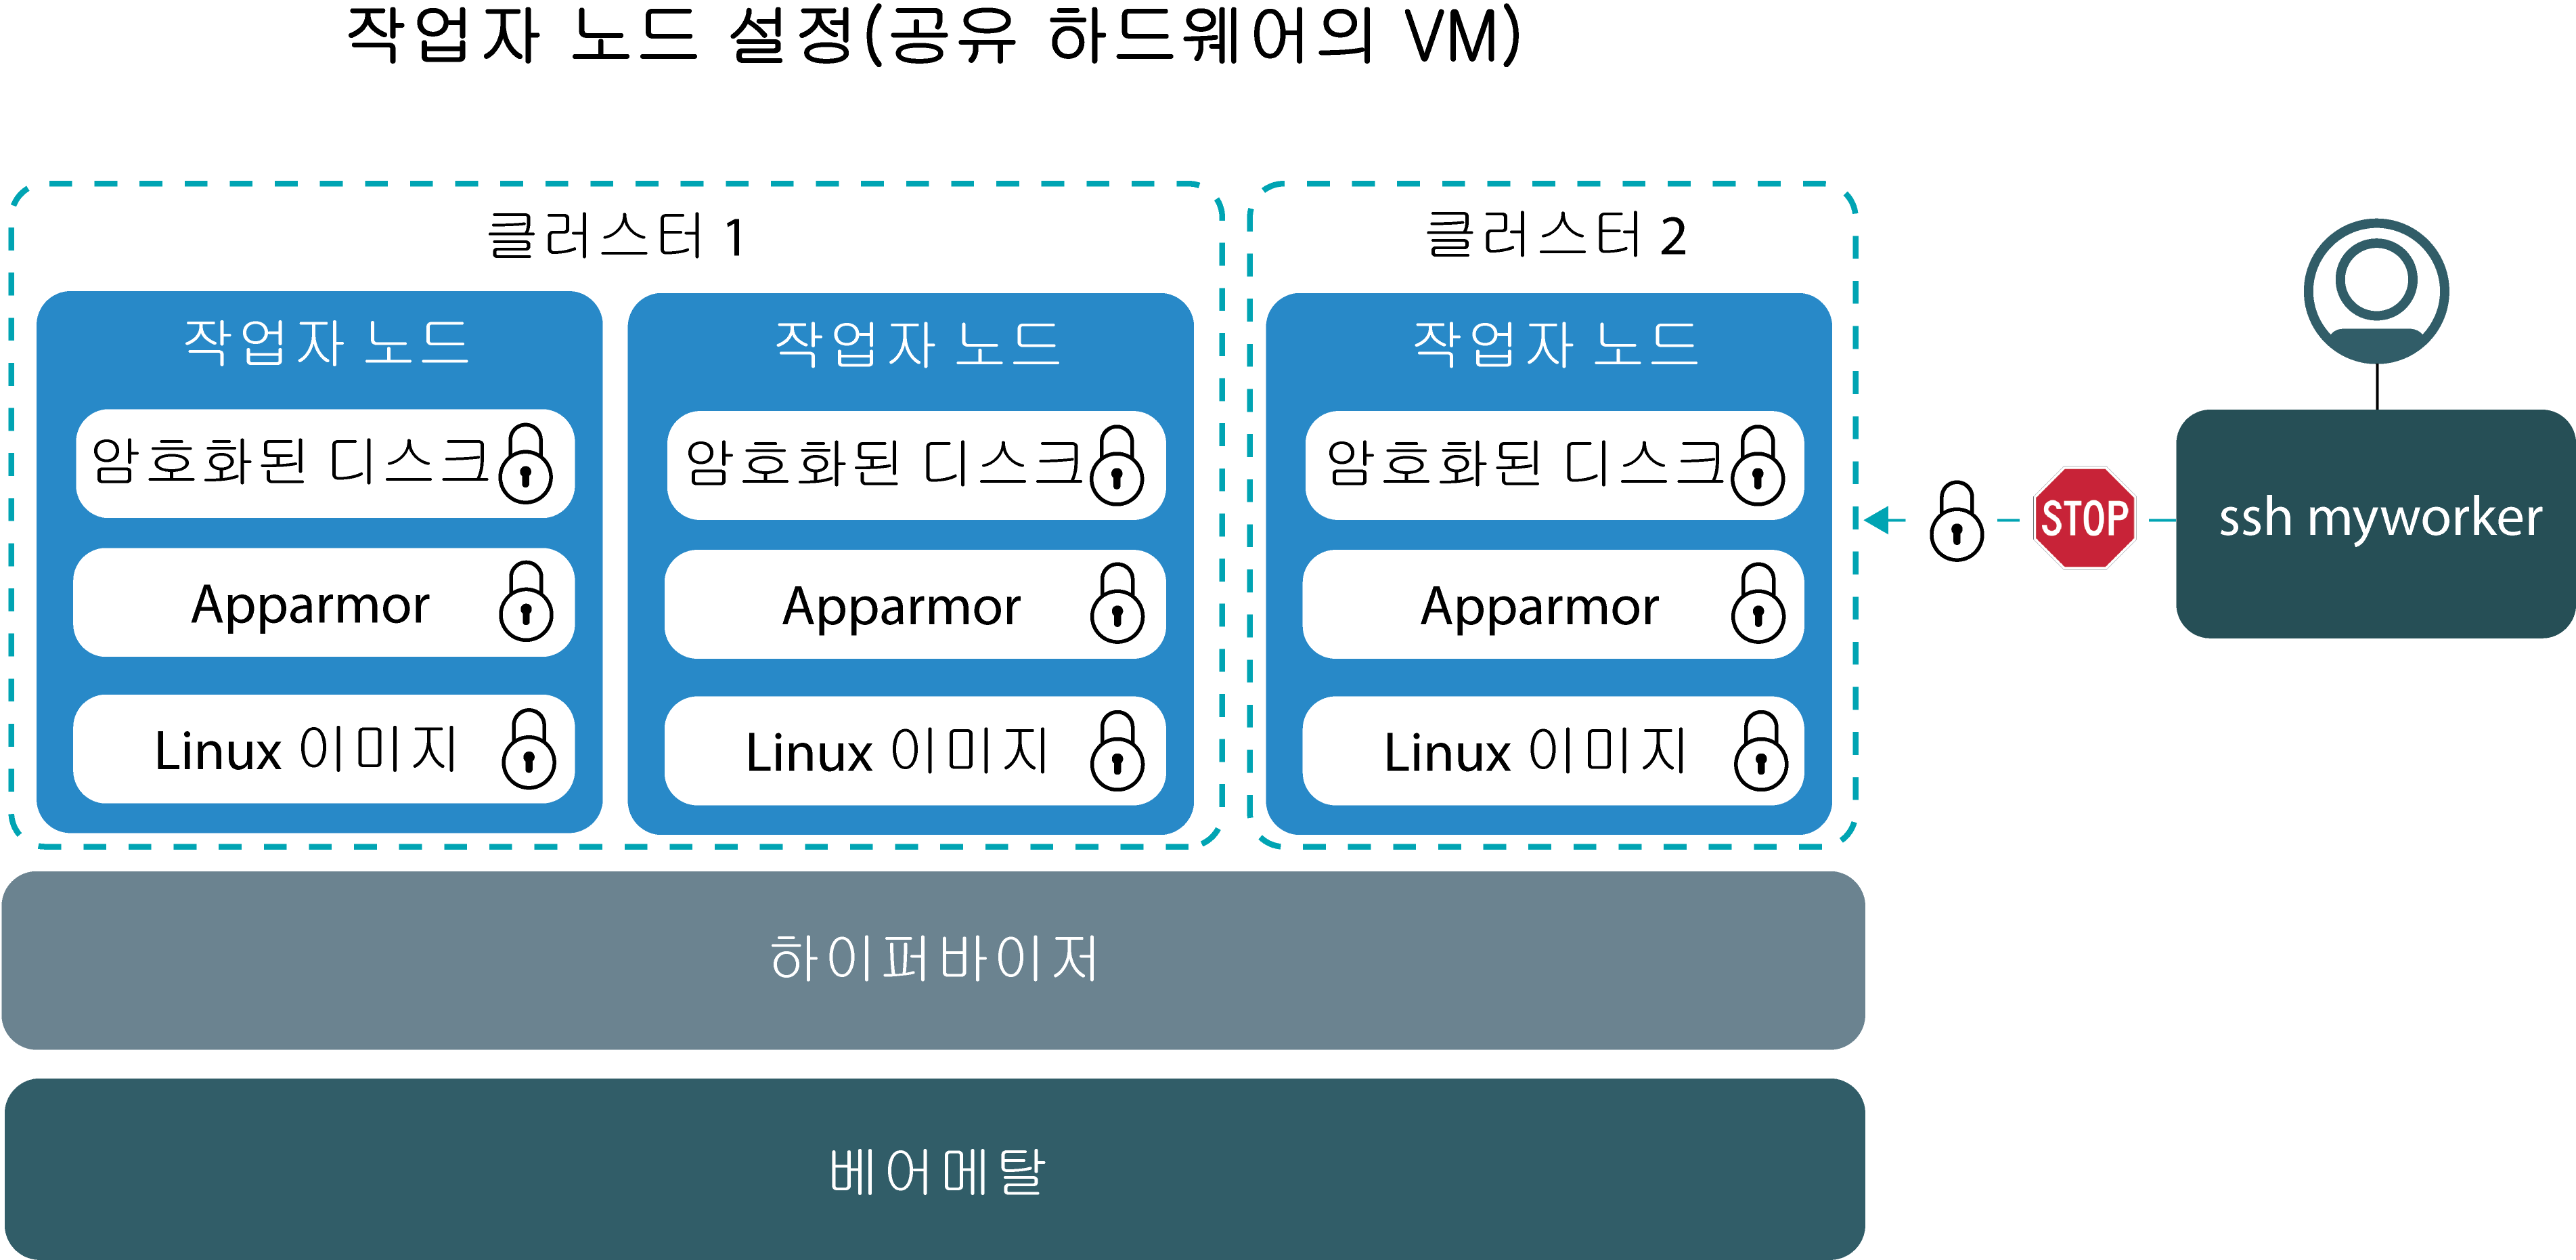 작업자 노드 설정(공유 하드웨어의 VM)
클러스터 1
작업자 노드
암호화된 디스크
Apparmor
Linux 이미지
작업자 노드
암호화된 디스크
Apparmor
Linux 이미지
클러스터 2
작업자 노드
암호화된 디스크
Apparmor
Linux 이미지
STOP
ssh myworker
하이퍼바이저
베어메탈